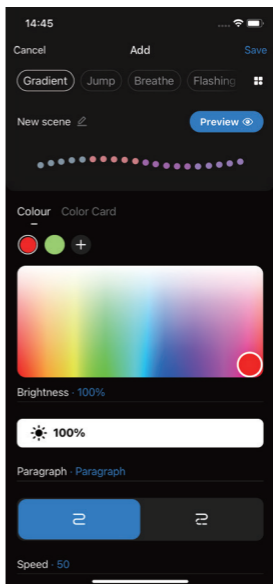 14:45
Cancel Add Save
Gradient Jump Breathe Flashing
New scene Preview
Colour Color Card
Brightness · 100%
100%
Paragraph · Paragraph
Speed · 50